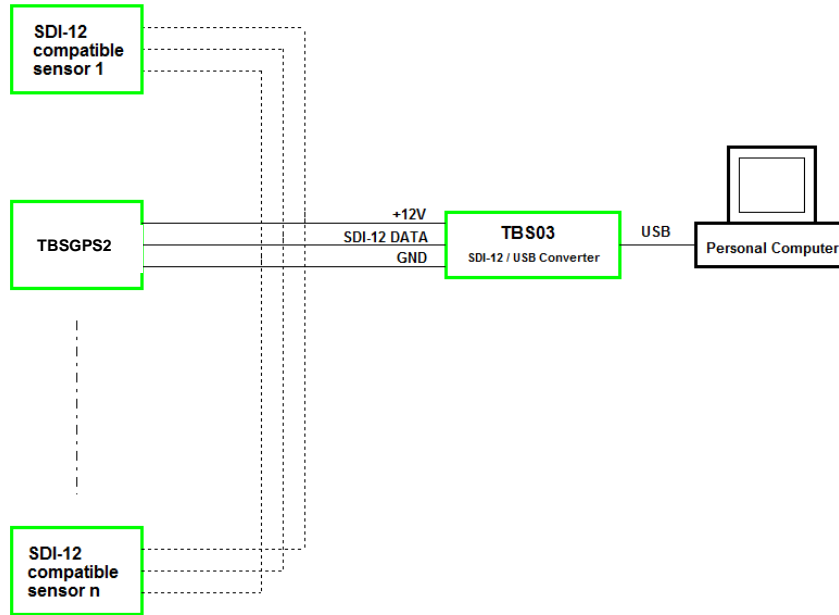 SDI-12
compatible
sensor 1
+12V
SDI-12 DATA
GND
TBSGPS2
TBS03
SDI-12 / USB Converter
USB
Personal Computer
SDI-12
compatible
sensor n